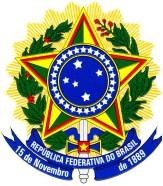 REPÚBLICA FEDERATIVA DO BRASIL
15 de Novembro de 1889